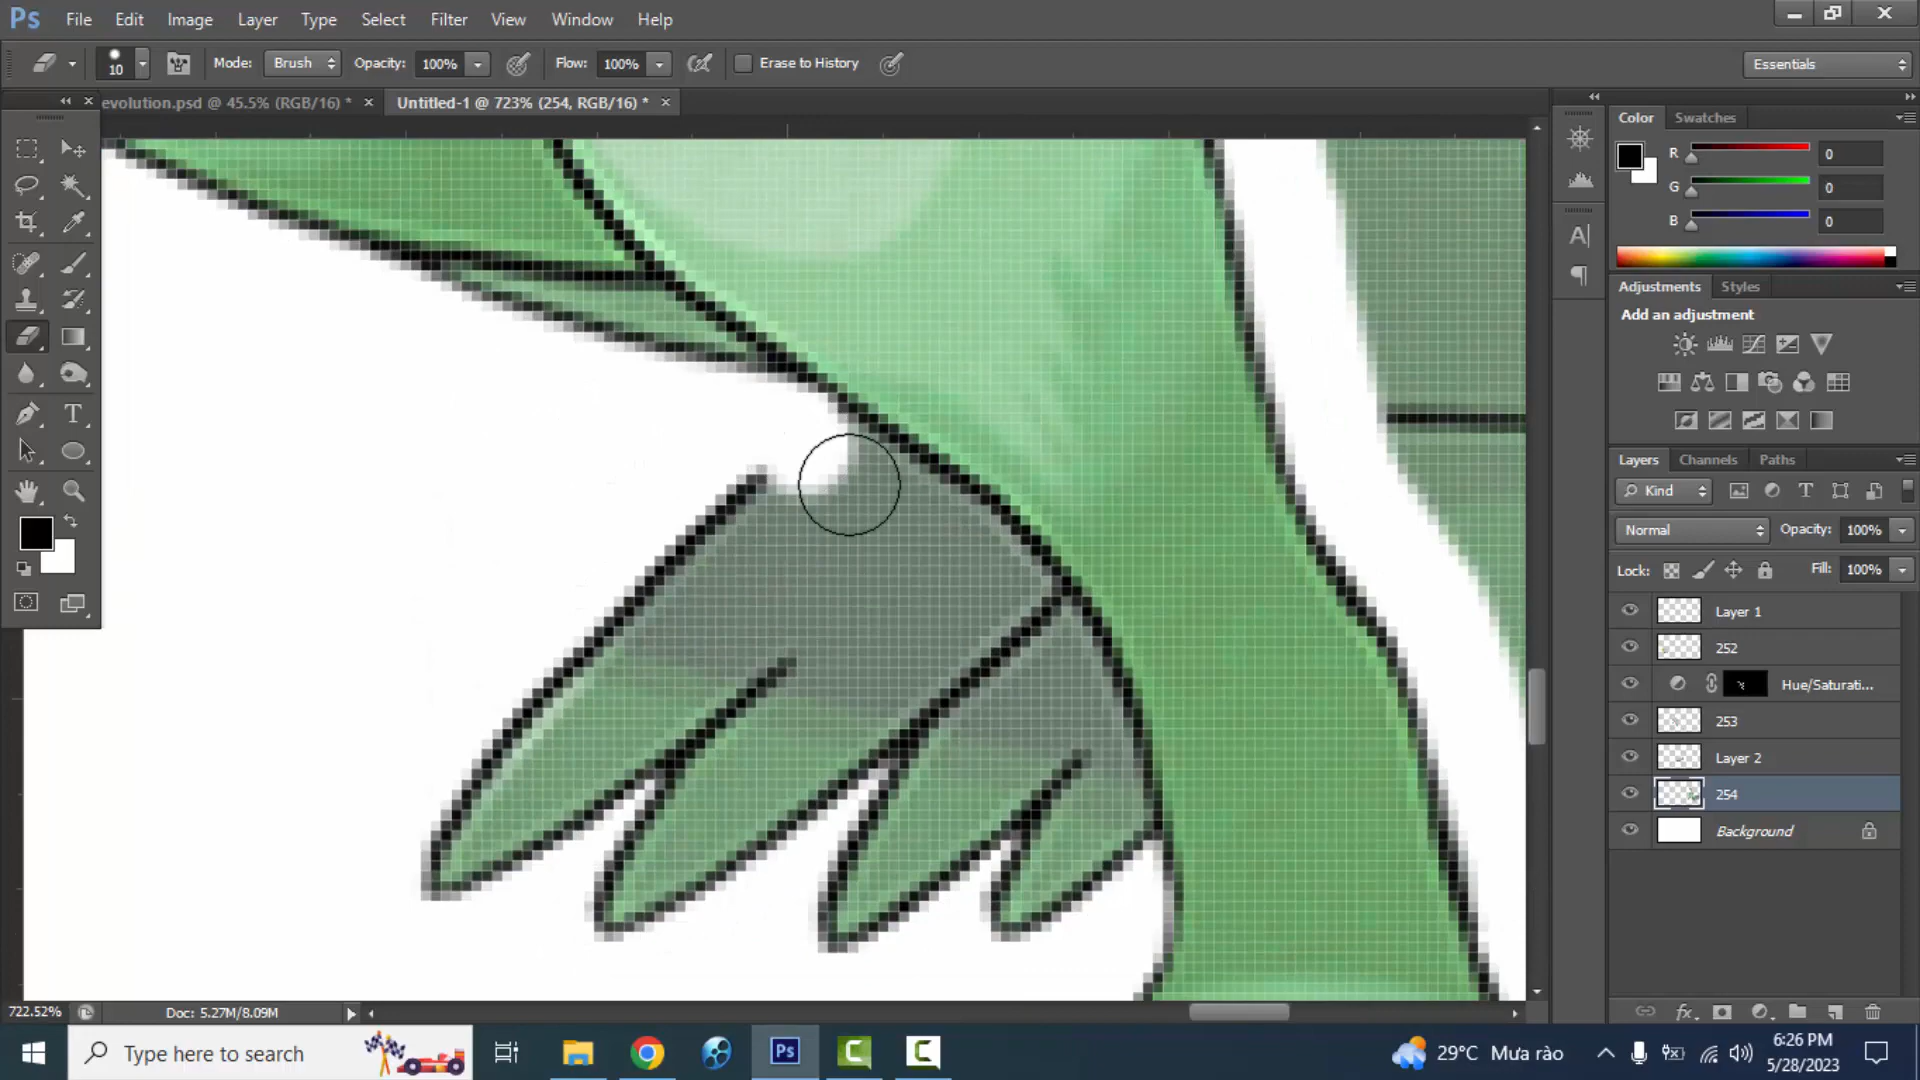 Ps File Edit Image Layer Type Select Filter View Window Help
10 Mode: Brush Opacity: 100% Flow: 100% Erase to History Essentials
evolution.psd @ 45.5% (RGB/16) * × Untitled-1 @ 723% (254, RGB/16) * ×
Color Swatches
R 0
G 0
B 0
Adjustments Styles
Add an adjustment
Layers Channels Paths
Kind
Normal Opacity: 100%
Lock: Fill: 100%
Layer 1
252
Hue/Saturati...
253
Layer 2
254
Background
722.52% Doc: 5.27M/8.09M
Type here to search
Ps
29°C Mưa rào
6:26 PM
5/28/2023